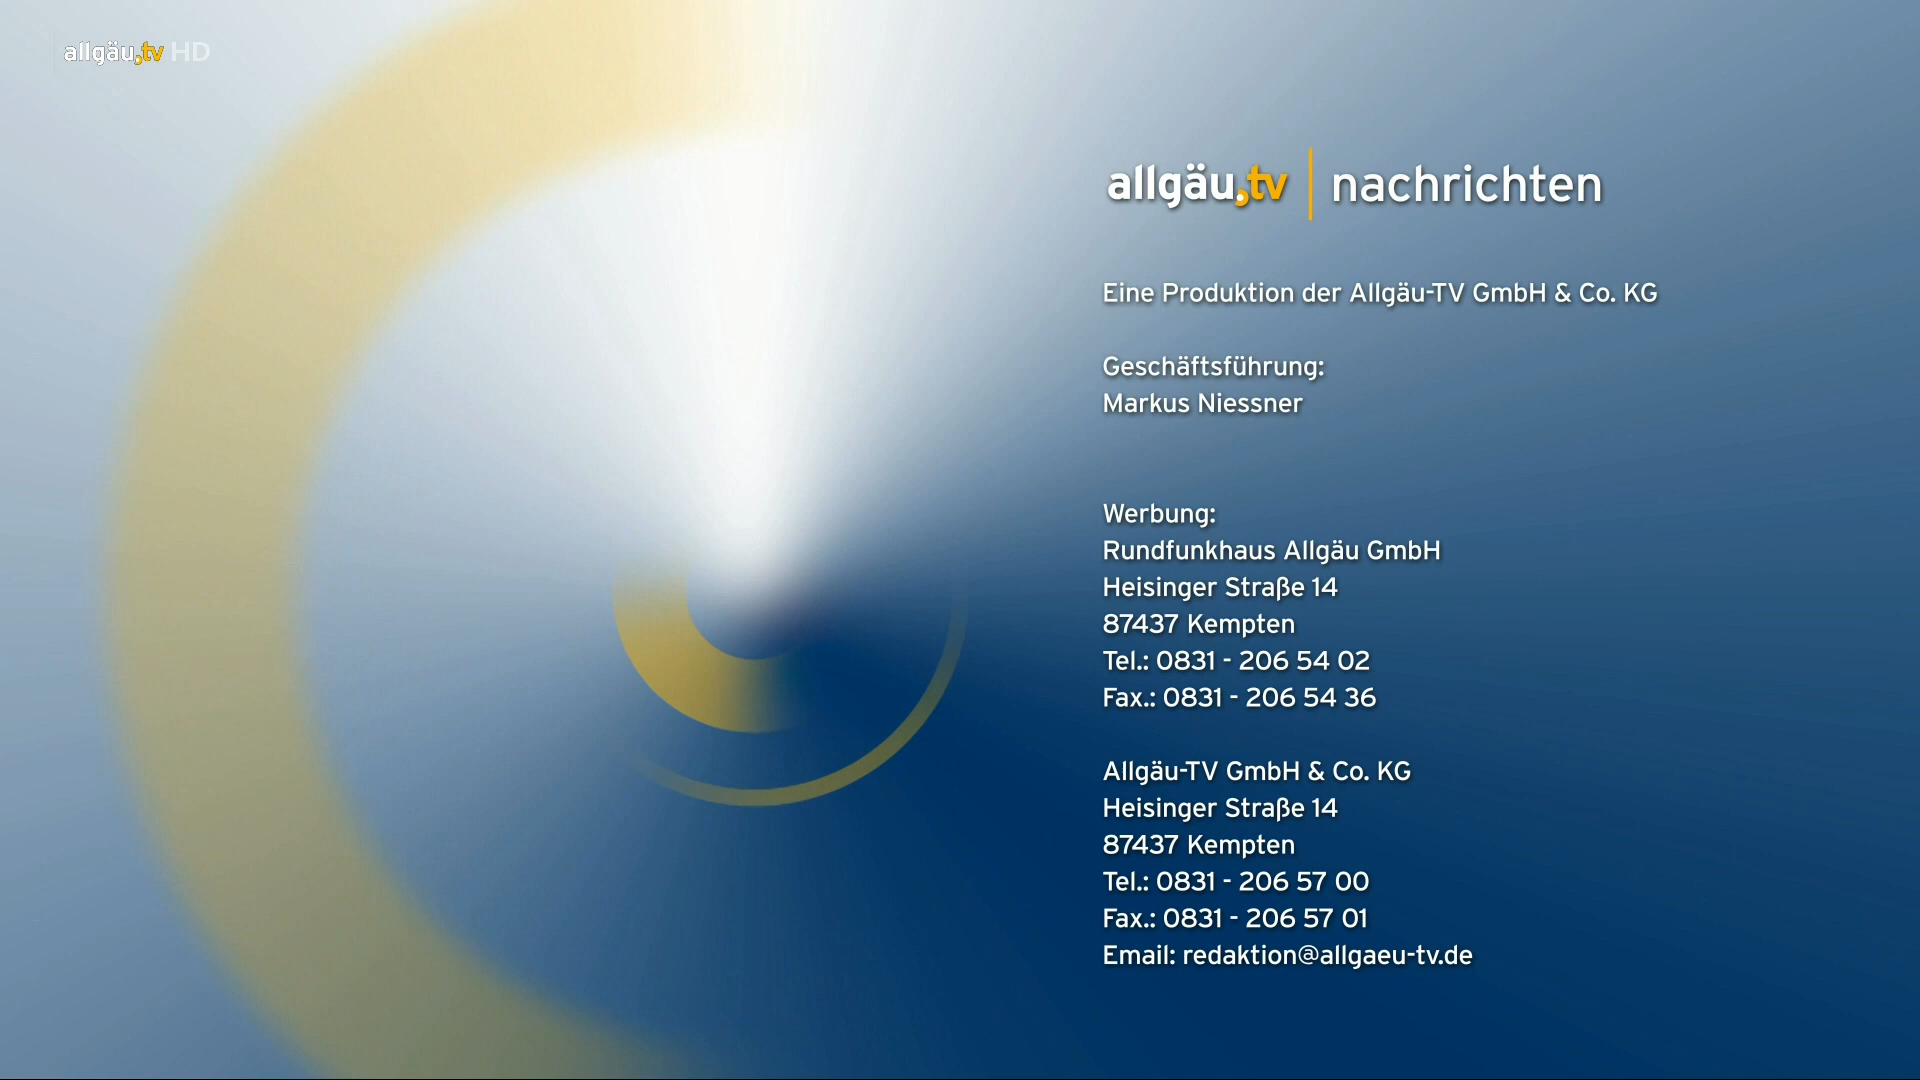 allgäu.tv HD
allgäu.tv | nachrichten
Eine Produktion der Allgäu-TV GmbH & Co. KG
Geschäftsführung:
Markus Niessner
Werbung:
Rundfunkhaus Allgäu GmbH
Heisinger Straße 14
87437 Kempten
Tel.: 0831 - 206 54 02
Fax.: 0831 - 206 54 36
Allgäu-TV GmbH & Co. KG
Heisinger Straße 14
87437 Kempten
Tel.: 0831 - 206 57 00
Fax.: 0831 - 206 57 01
Email: redaktion@allgaeu-tv.de